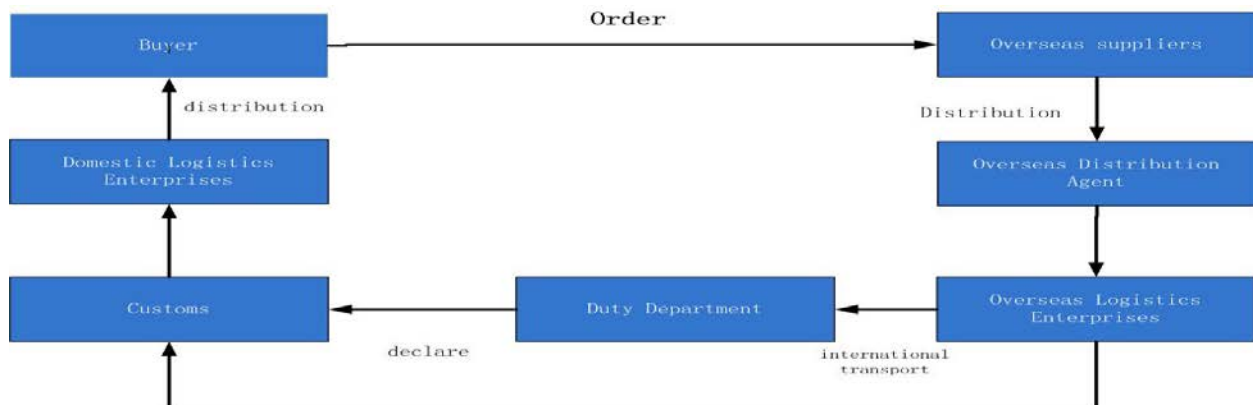 Order
Buyer
Overseas suppliers
distribution
Distribution
Domestic Logistics
Enterprises
Overseas Distribution
Agent
Customs
Duty Department
Overseas Logistics
Enterprises
declare
international
transport